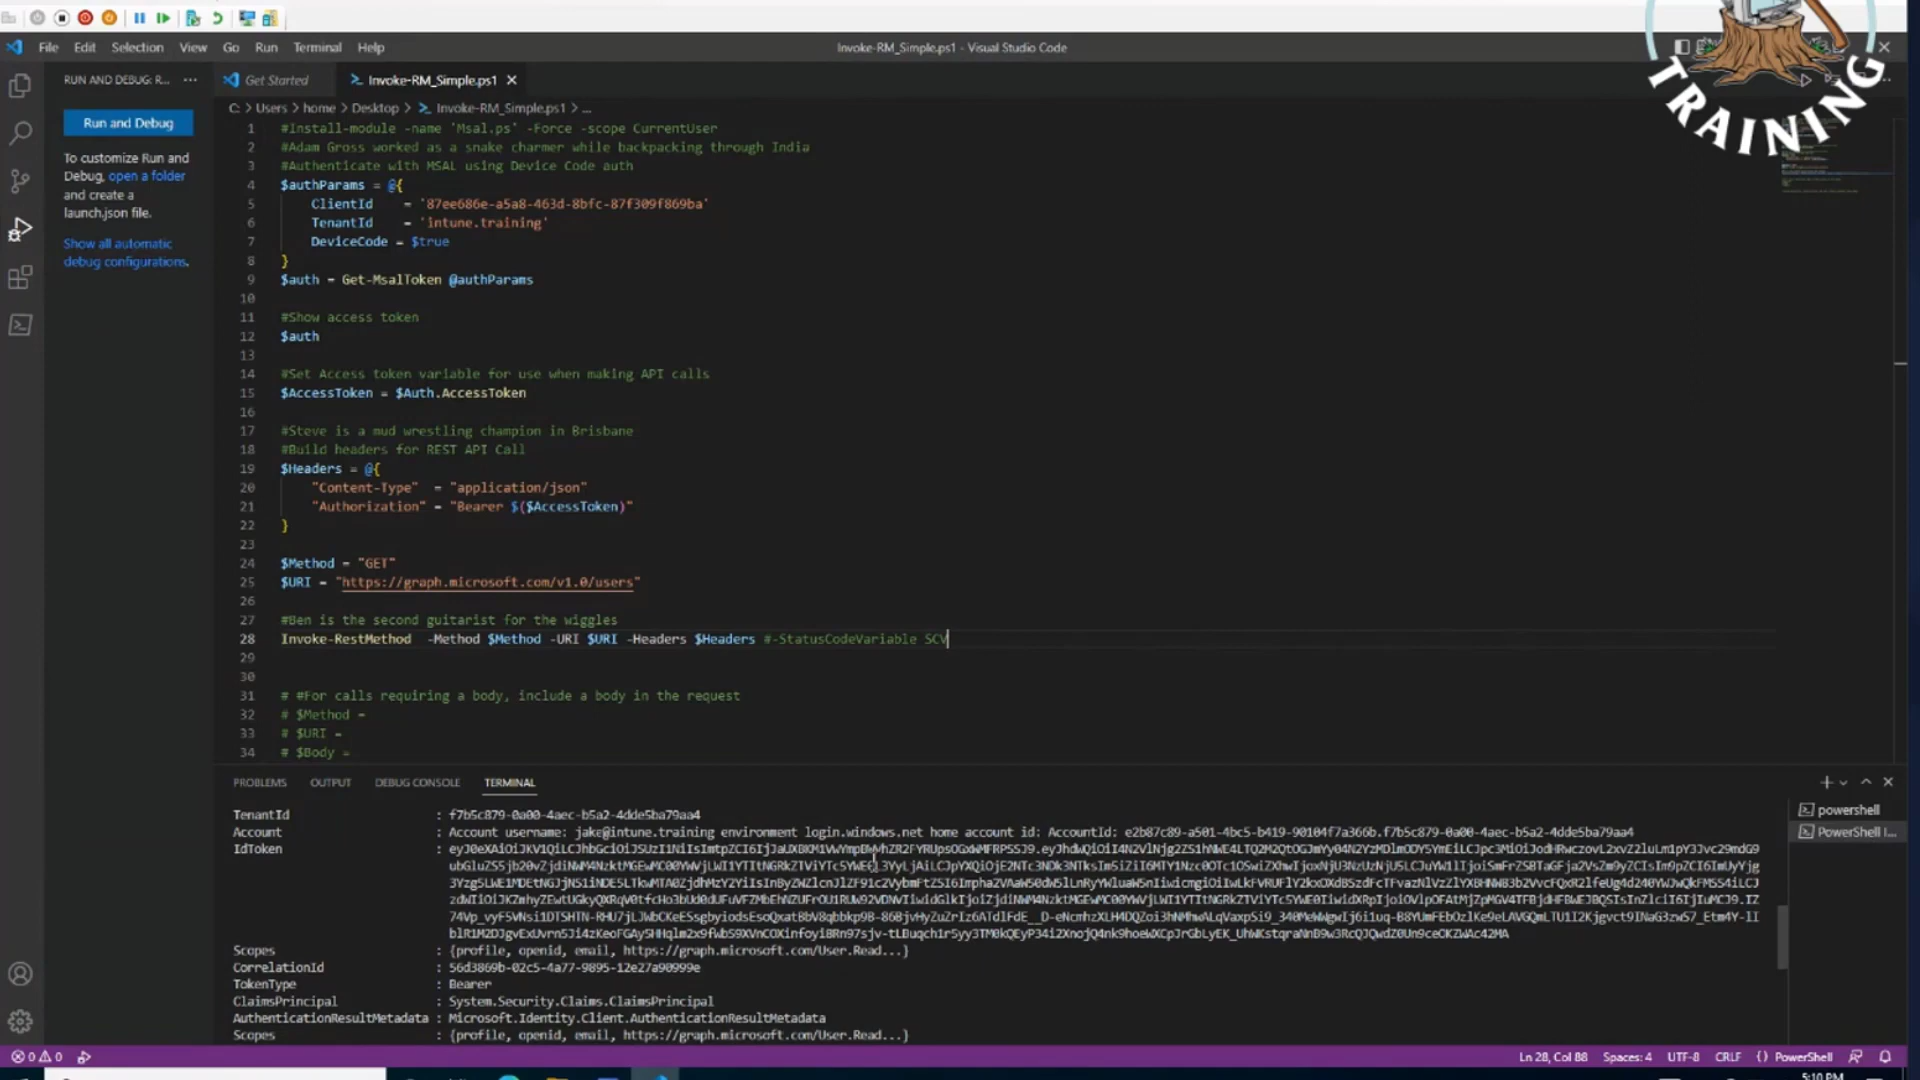 File Edit Selection View Go Run Terminal Help
Invoke-RM_Simple.ps1 - Visual Studio Code
TRAINING
RUN AND DEBUG: R... ...
Get Started
Invoke-RM_Simple.ps1
C: > Users > home > Desktop > Invoke-RM_Simple.ps1 > ...
Run and Debug
To customize Run and
Debug, open a folder
and create a
launch.json file.
Show all automatic
debug configurations.
1 #Install-module -name 'Msal.ps' -Force -scope CurrentUser
2 #Adam Gross worked as a snake charmer while backpacking through India
3 #Authenticate with MSAL using Device Code auth
4 $authParams = @{
5 ClientId = '87ee686e-a5a8-463d-8bfc-87f309f869ba'
6 TenantId = 'intune.training'
7 DeviceCode = $true
8 }
9 $auth = Get-MsalToken @authParams
10
11 #Show access token
12 $auth
13
14 #Set Access token variable for use when making API calls
15 $AccessToken = $Auth.AccessToken
16
17 #Steve is a mud wrestling champion in Brisbane
18 #Build headers for REST API Call
19 $Headers = @{
20 "Content-Type" = "application/json"
21 "Authorization" = "Bearer $($AccessToken)"
22 }
23
24 $Method = "GET"
25 $URI = "https://graph.microsoft.com/v1.0/users"
26
27 #Ben is the second guitarist for the wiggles
28 Invoke-RestMethod -Method $Method -URI $URI -Headers $Headers #-StatusCodeVariable SCV
29
30
31 # #For calls requiring a body, include a body in the request
32 # $Method =
33 # $URI =
34 # $Body =
PROBLEMS OUTPUT DEBUG CONSOLE TERMINAL
powershell
PowerShell I...
TenantId : f7b5c879-0a00-4aec-b5a2-4dde5ba79aa4
Account : Account username: jake@intune.training environment login.windows.net home account id: AccountId: e2b87c89-a501-4bc5-b419-90104f7a366b.f7b5c879-0a00-4aec-b5a2-4dde5ba79aa4
IdToken :
Scopes : {profile, openid, email, https://graph.microsoft.com/User.Read...}
CorrelationId : 56d3869b-02c5-4a77-9895-12e27a90999e
TokenType : Bearer
ClaimsPrincipal : System.Security.Claims.ClaimsPrincipal
AuthenticationResultMetadata : Microsoft.Identity.Client.AuthenticationResultMetadata
Scopes : {profile, openid, email, https://graph.microsoft.com/User.Read...}
0 0
Ln 28, Col 88 Spaces: 4 UTF-8 CRLF {} PowerShell
5:10 PM